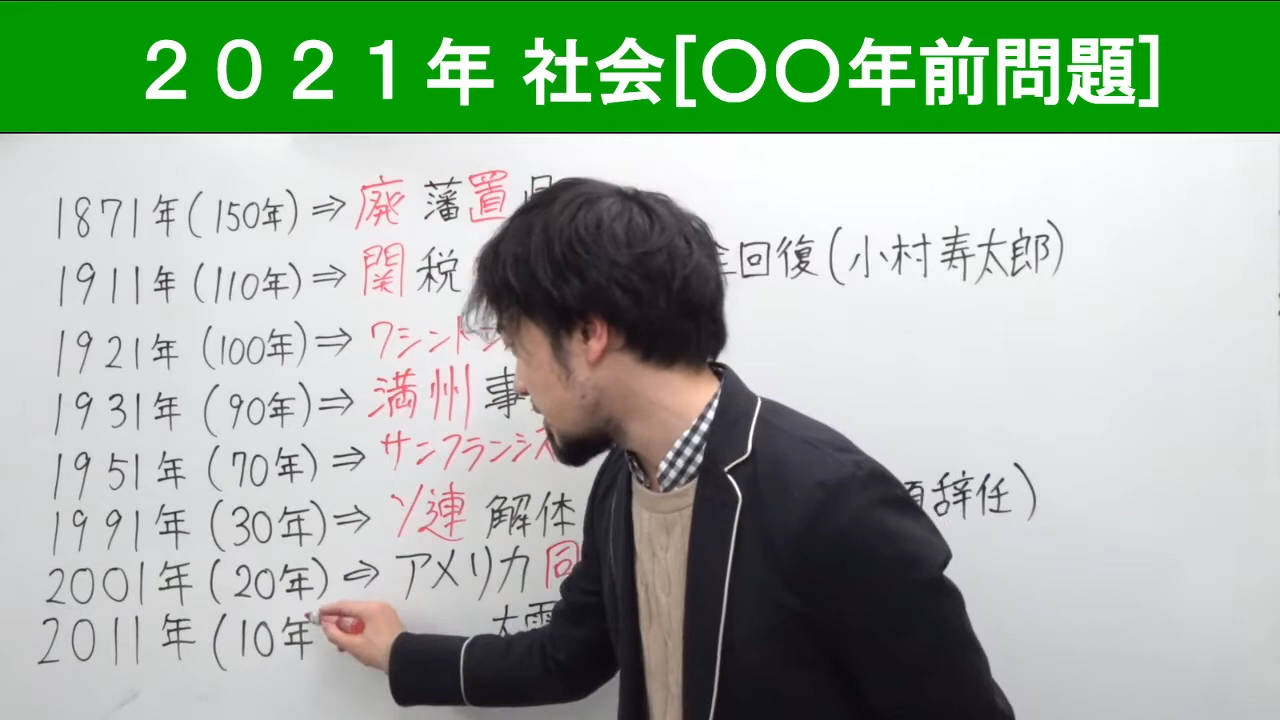 ２０２１年 社会[〇〇年前問題]
1871年(150年)⇒廃藩置県
1911年(110年)⇒関税 回復(小村寿太郎)
1921年(100年)⇒ワシントン
1931年(90年)⇒満州事
1951年(70年)⇒サンフランシス
1991年(30年)⇒ソ連解体 辞任)
2001年(20年)⇒アメリカ同
2011年(10年